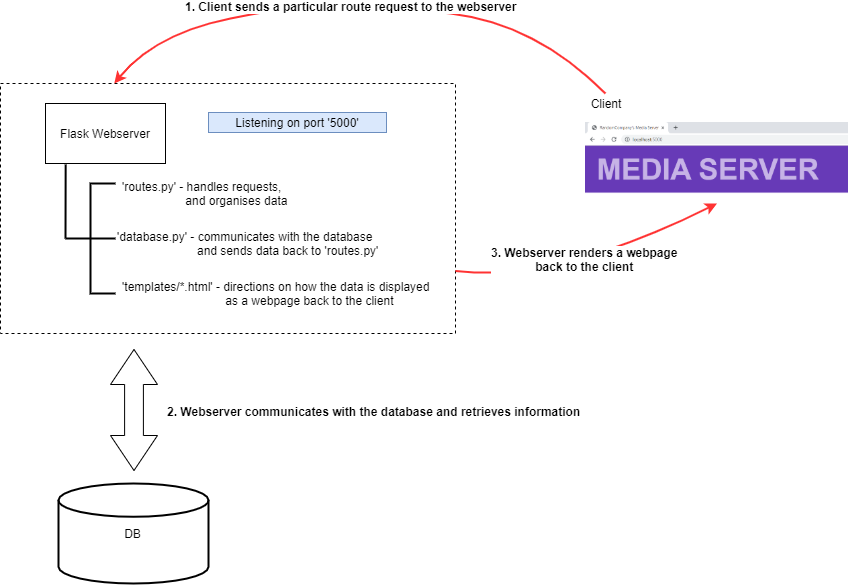 1. Client sends a particular route request to the webserver
Client
Flask Webserver
Listening on port '5000'
Media Server
localhost:5000
MEDIA SERVER
'routes.py' - handles requests,
and organises data
'database.py' - communicates with the database
and sends data back to 'routes.py'
'templates/*.html' - directions on how the data is displayed
as a webpage back to the client
3. Webserver renders a webpage
back to the client
2. Webserver communicates with the database and retrieves information
DB